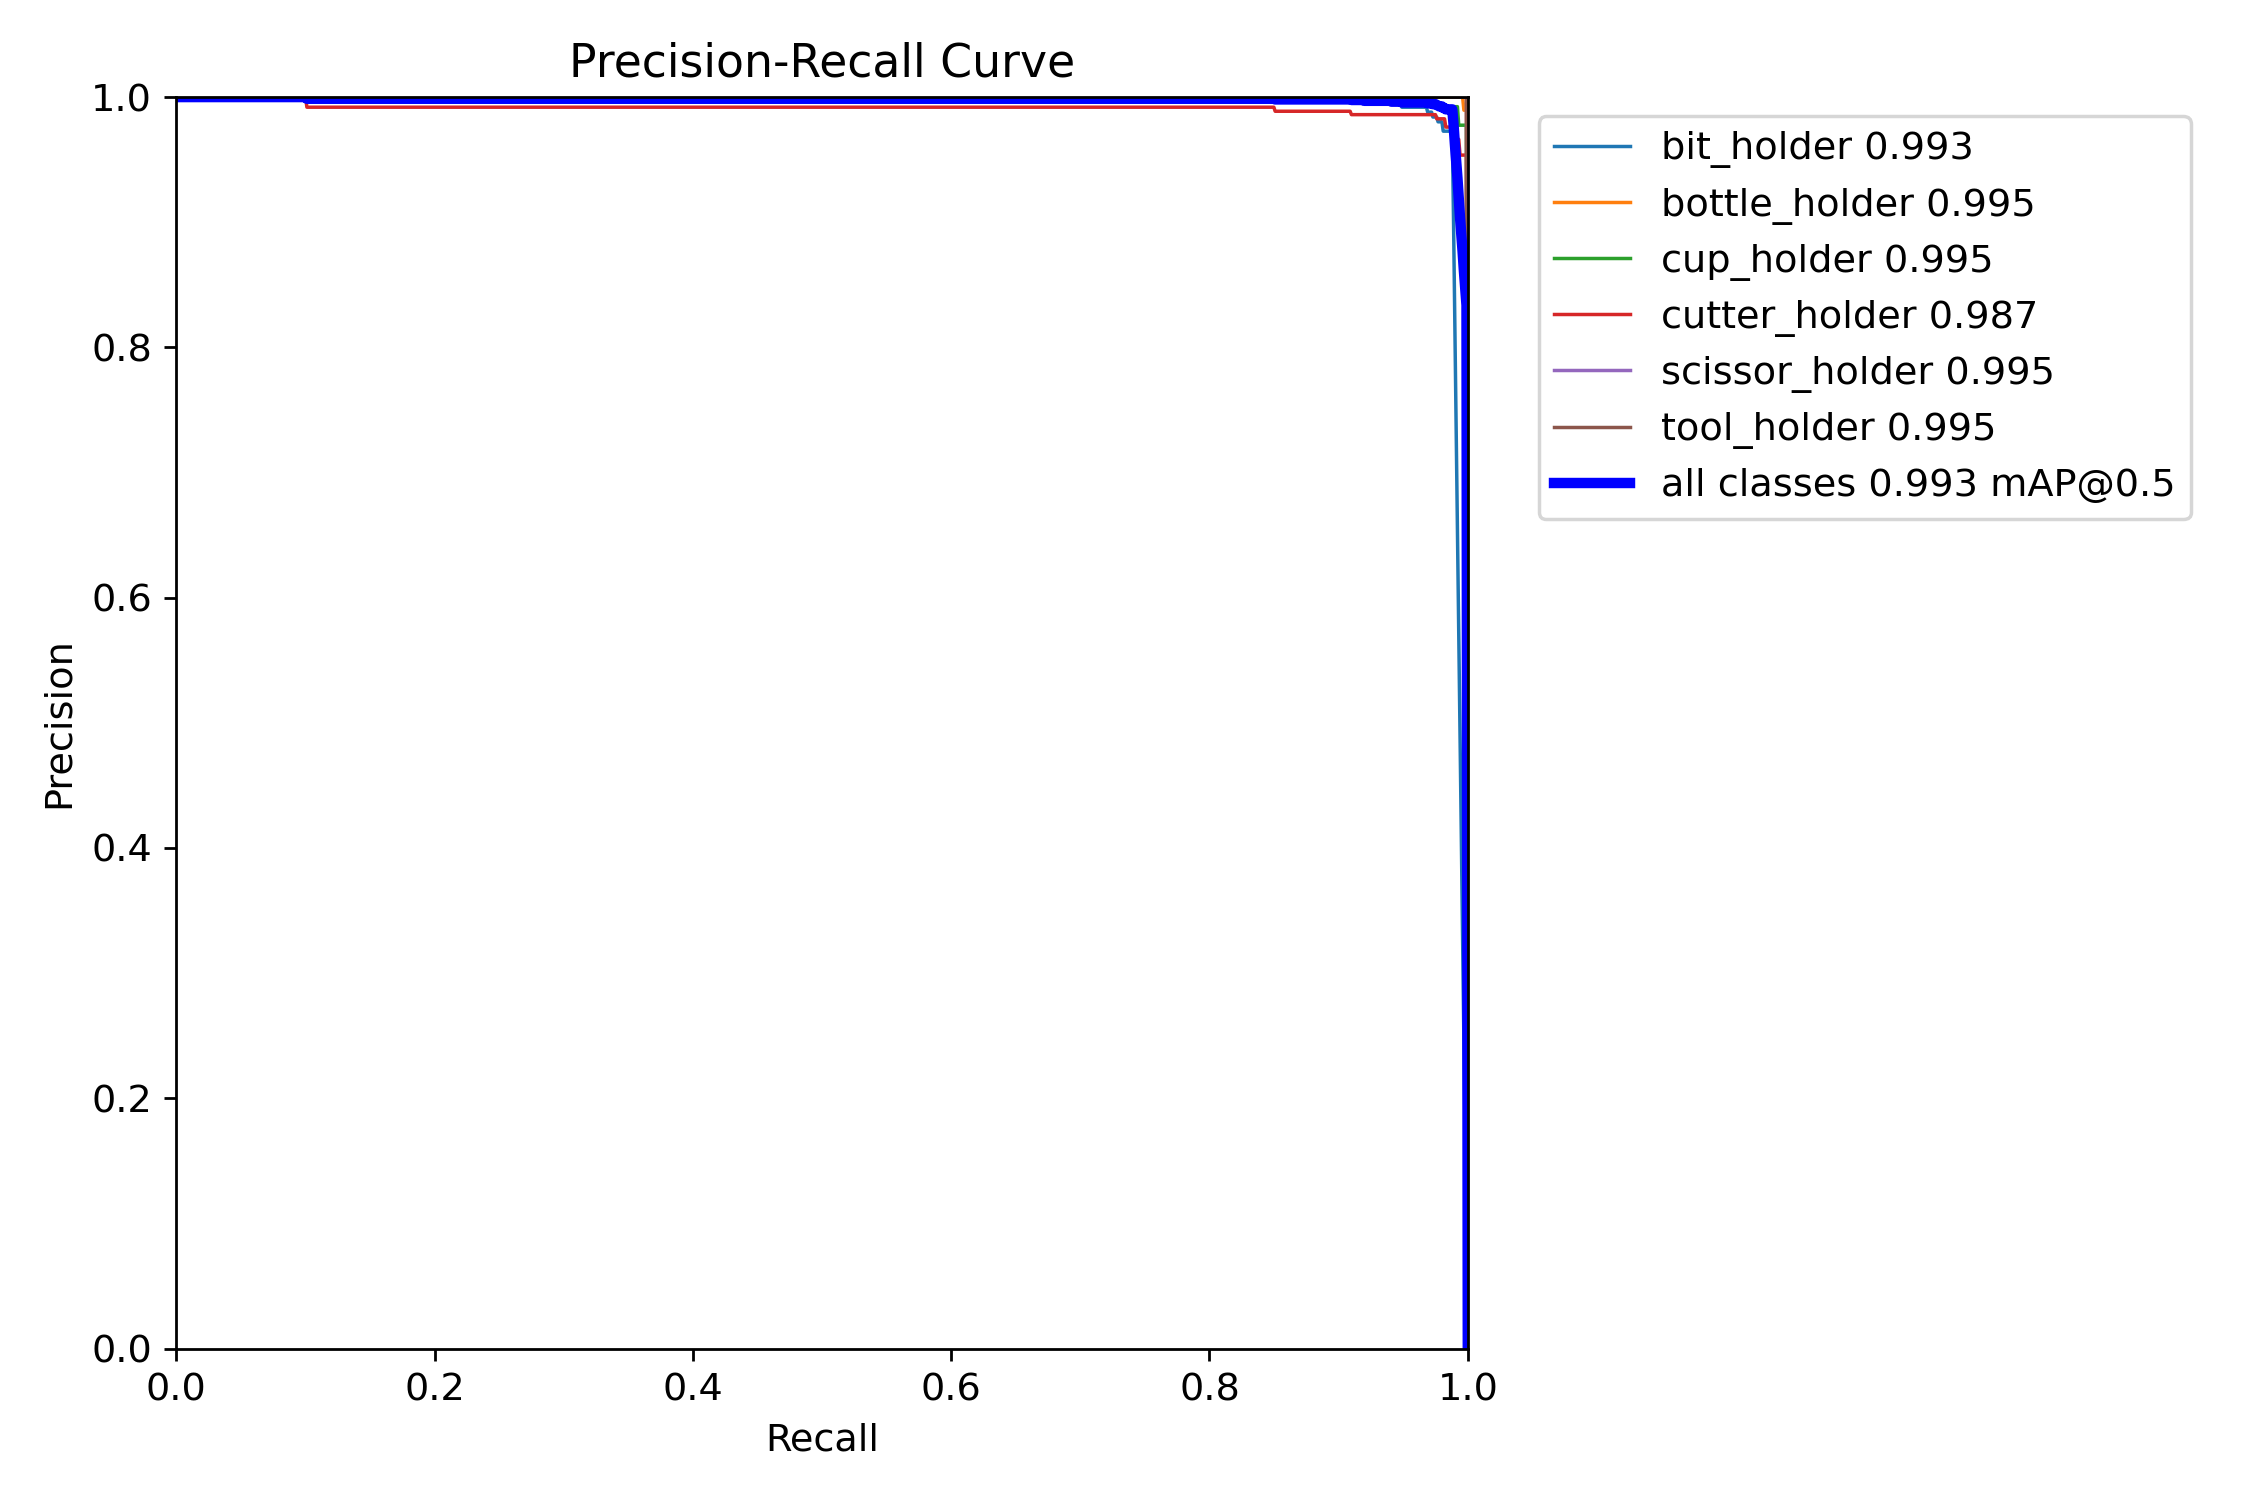 Precision-Recall Curve
1.0
0.8
0.6
0.4
0.2
0.0
Precision
0.0 0.2 0.4 0.6 0.8 1.0
Recall
bit_holder 0.993
bottle_holder 0.995
cup_holder 0.995
cutter_holder 0.987
scissor_holder 0.995
tool_holder 0.995
all classes 0.993 mAP@0.5